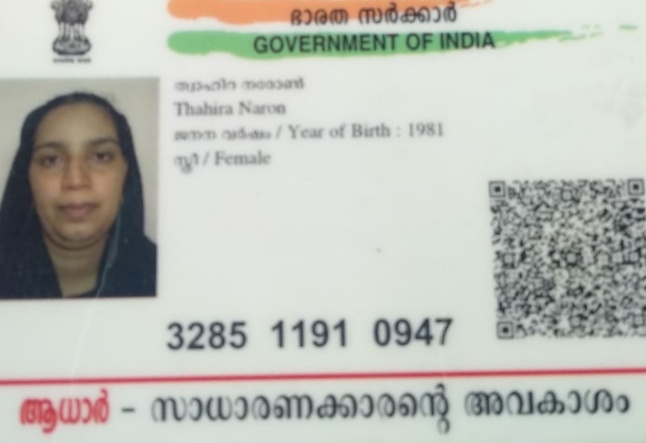 ഭാരത സർക്കാർ
GOVERNMENT OF INDIA
താഹിറ നരോൺ
Thahira Naron
ജനന വർഷം / Year of Birth : 1981
സ്ത്രീ / Female
3285 1191 0947
ആധാർ - സാധാരണക്കാരന്റെ അവകാശം